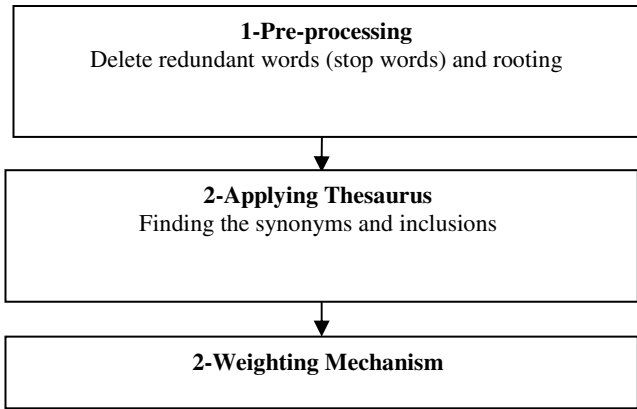 1-Pre-processing
Delete redundant words (stop words) and rooting
2-Applying Thesaurus
Finding the synonyms and inclusions
2-Weighting Mechanism